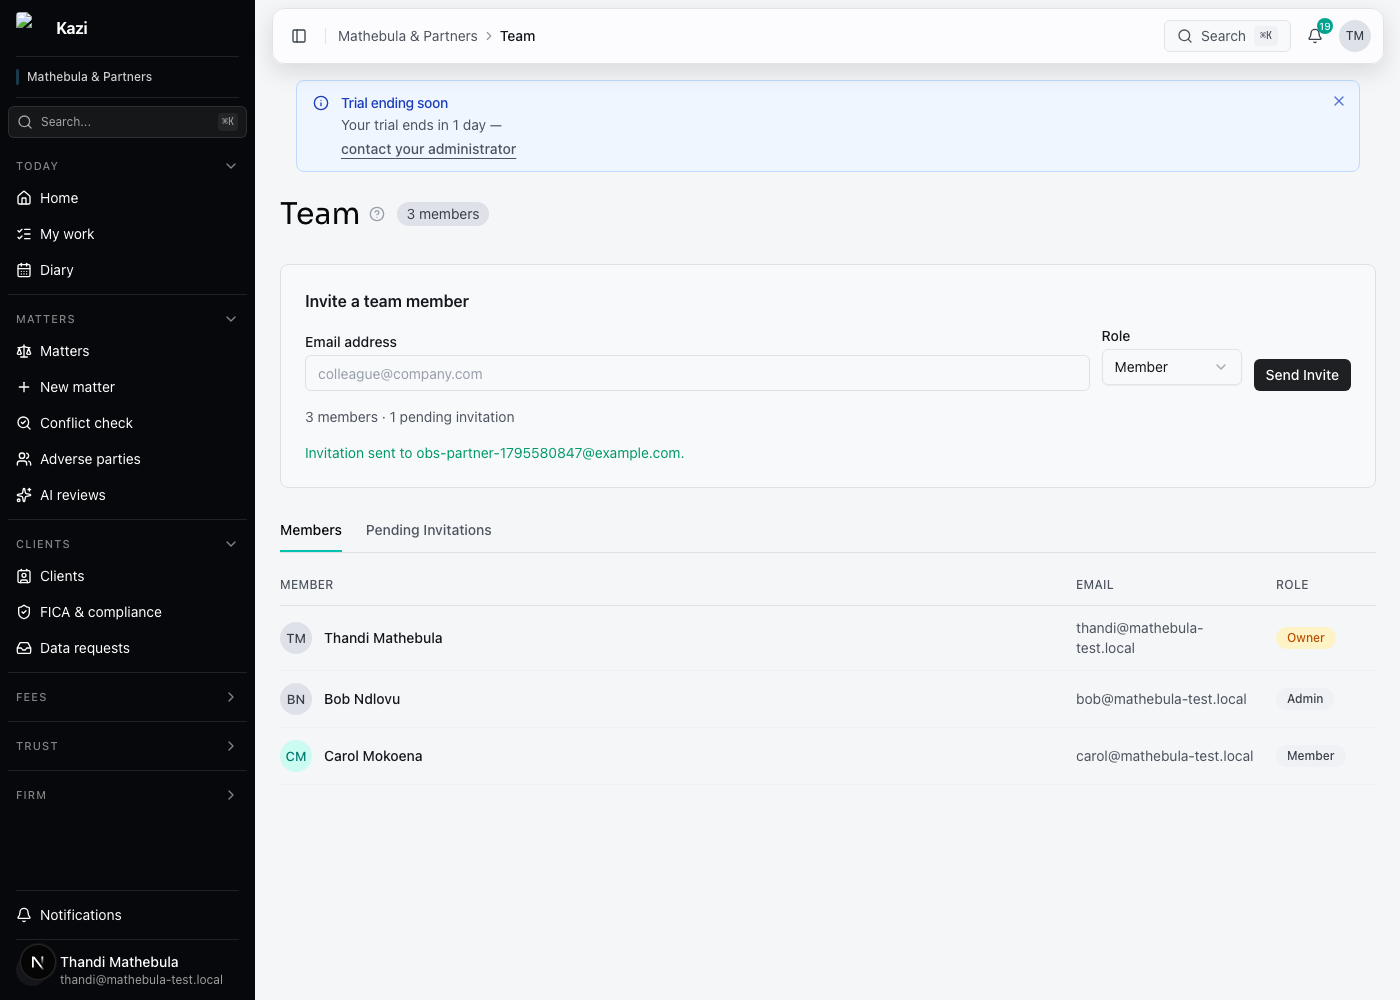 Kazi
Mathebula & Partners
Search...
⌘K
TODAY
Home
My work
Diary
MATTERS
Matters
New matter
Conflict check
Adverse parties
AI reviews
CLIENTS
Clients
FICA & compliance
Data requests
FEES
TRUST
FIRM
Notifications
N
Thandi Mathebula
thandi@mathebula-test.local
Mathebula & Partners
Team
Search
⌘K
19
TM
Trial ending soon
Your trial ends in 1 day —
contact your administrator
Team
3 members
Invite a team member
Email address
colleague@company.com
Role
Member
Send Invite
3 members · 1 pending invitation
Invitation sent to obs-partner-1795580847@example.com.
Members
Pending Invitations
MEMBER
EMAIL
ROLE
TM
Thandi Mathebula
thandi@mathebula-
test.local
Owner
BN
Bob Ndlovu
bob@mathebula-test.local
Admin
CM
Carol Mokoena
carol@mathebula-test.local
Member